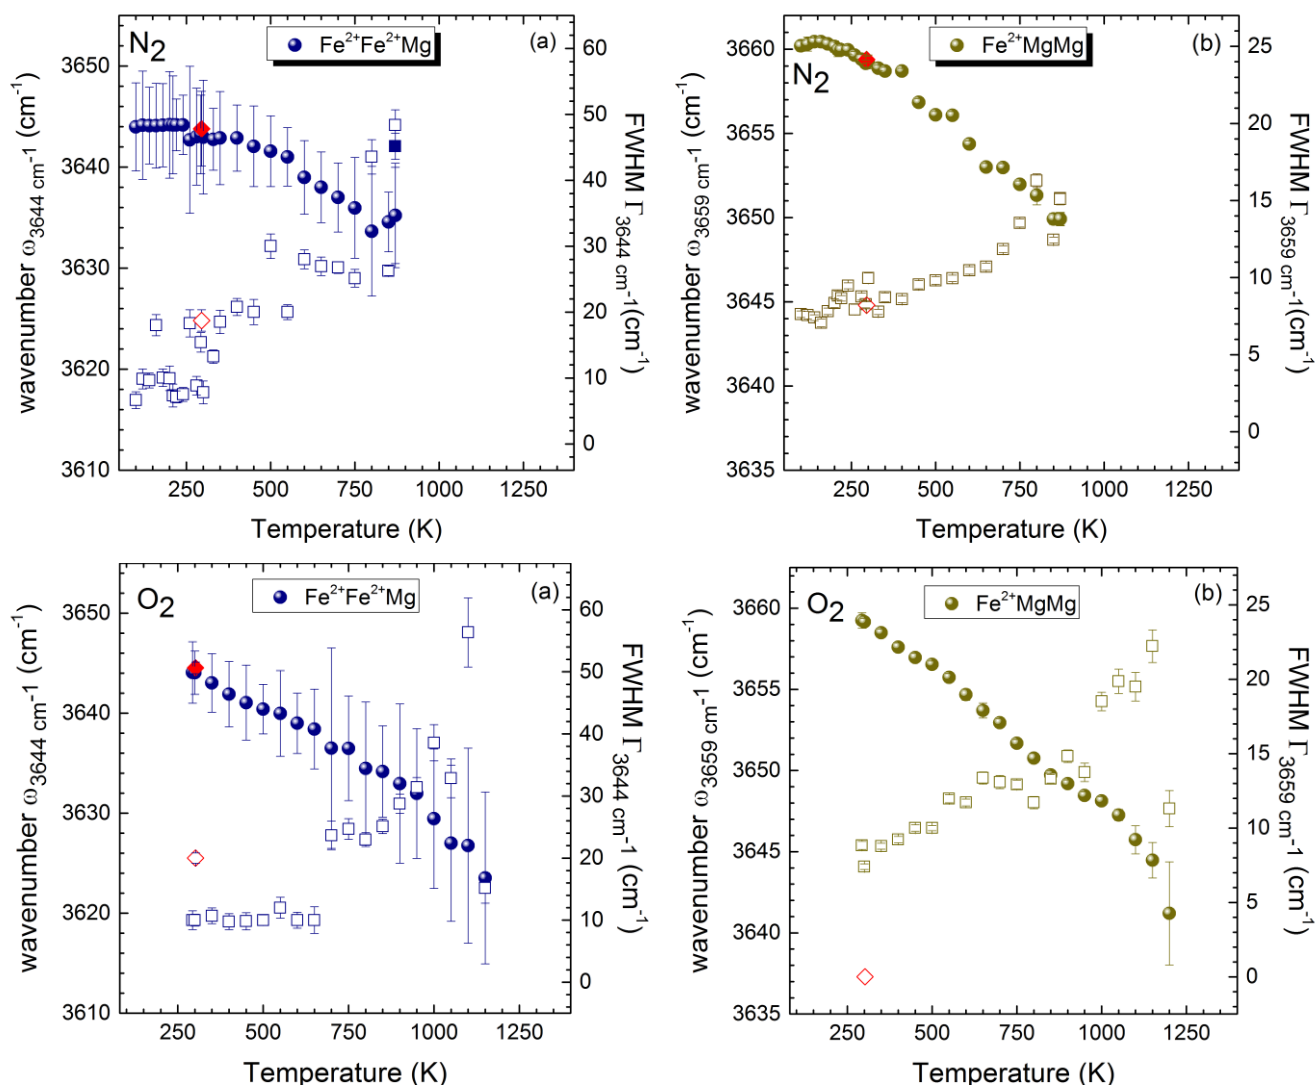 N2
Fe2+Fe2+Mg
(a)
wavenumber ω3644 cm-1 (cm-1)
3650
3640
3630
3620
3610
60
50
40
30
20
10
0
FWHM Γ3644 cm-1(cm-1)
250 500 750 1000 1250
Temperature (K)
N2
Fe2+MgMg
(b)
wavenumber ω3659 cm-1 (cm-1)
3660
3655
3650
3645
3640
3635
25
20
15
10
5
0
FWHM Γ3659 cm-1 (cm-1)
250 500 750 1000 1250
Temperature (K)
O2
Fe2+Fe2+Mg
(a)
wavenumber ω3644 cm-1 (cm-1)
3650
3640
3630
3620
3610
60
50
40
30
20
10
0
FWHM Γ3644 cm-1 (cm-1)
250 500 750 1000 1250
Temperature (K)
O2
Fe2+MgMg
(b)
wavenumber ω3659 cm-1 (cm-1)
3660
3655
3650
3645
3640
3635
25
20
15
10
5
0
FWHM Γ3659 cm-1 (cm-1)
250 500 750 1000 1250
Temperature (K)